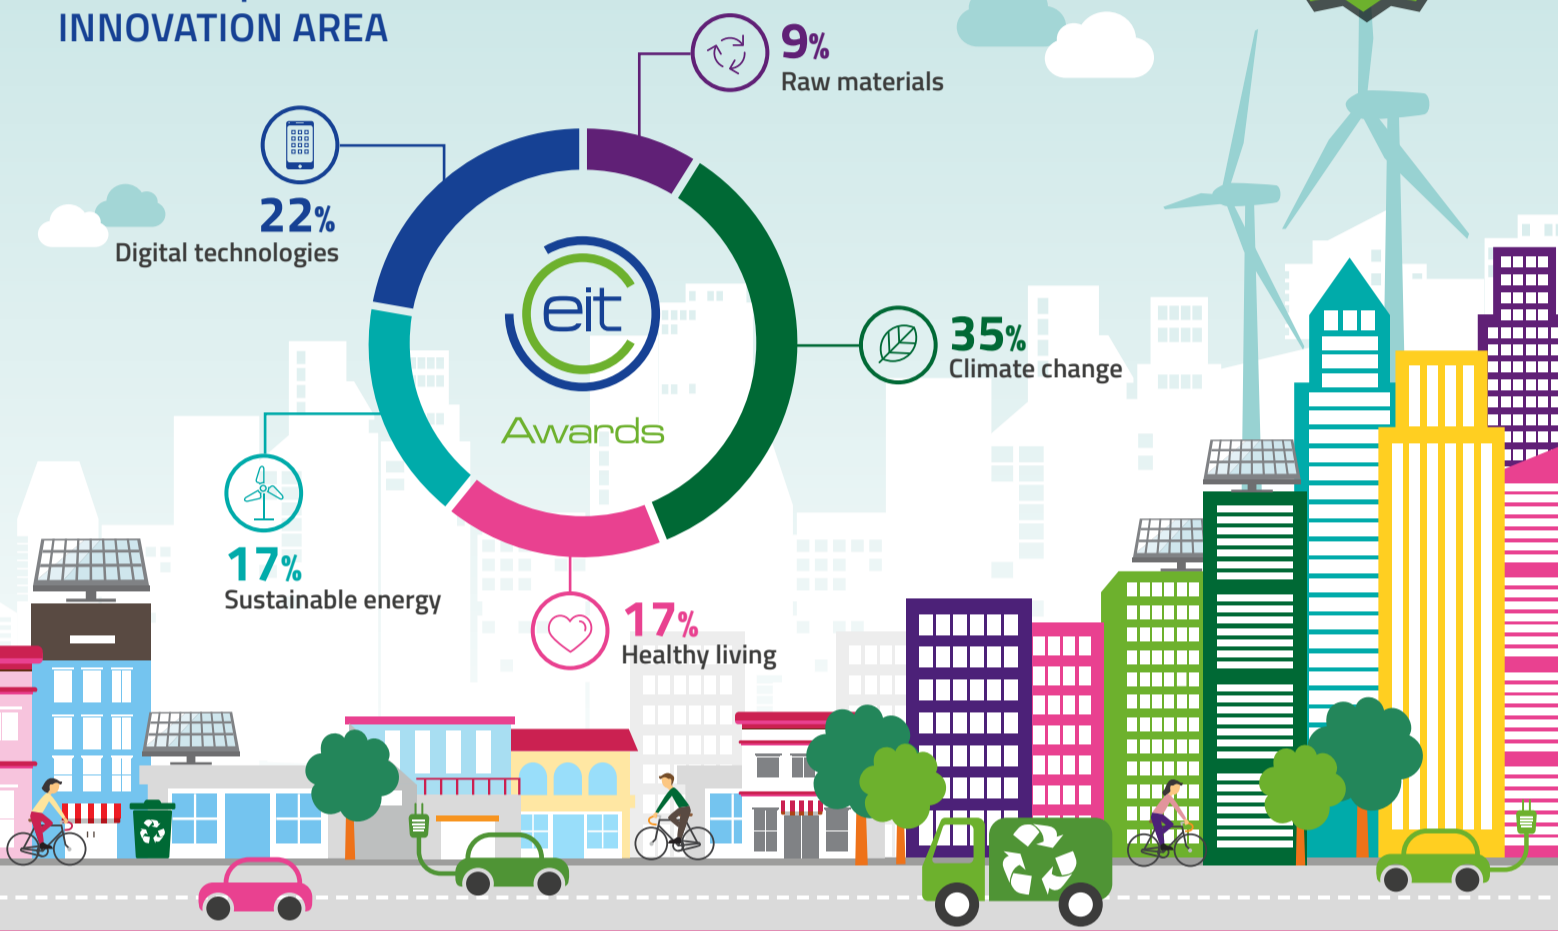 INNOVATION AREA
9%
Raw materials
22%
Digital technologies
eit
Awards
35%
Climate change
17%
Sustainable energy
17%
Healthy living